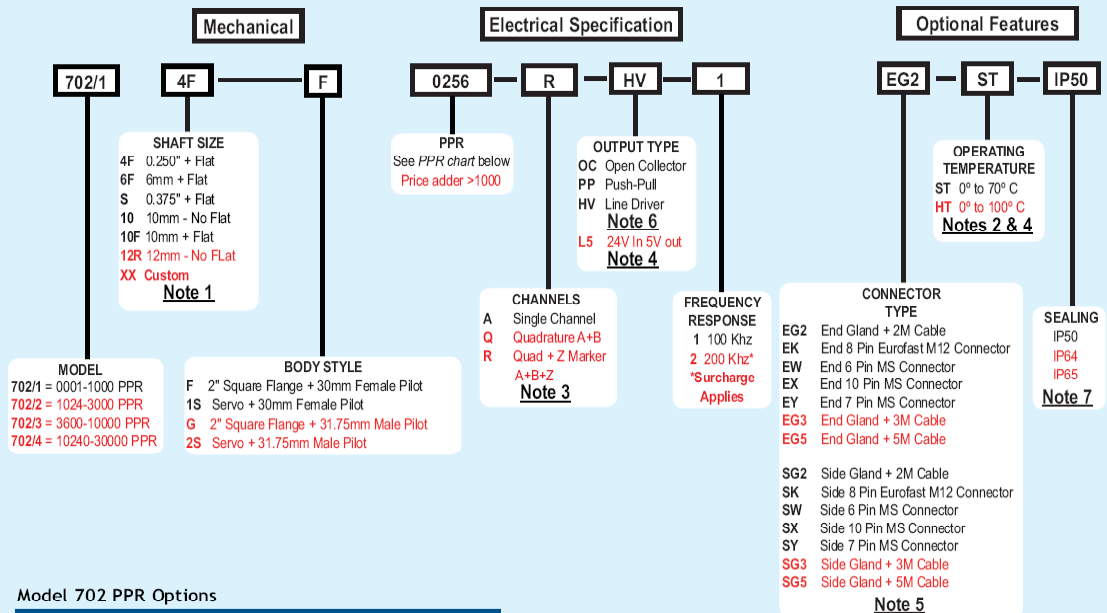 Mechanical
Electrical Specification
Optional Features
702/1
4F
F
0256
R
HV
1
EG2
ST
IP50
SHAFT SIZE
4F 0.250" + Flat
6F 6mm + Flat
S 0.375" + Flat
10 10mm - No Flat
10F 10mm + Flat
12R 12mm - No FLat
XX Custom
Note 1
PPR
See PPR chart below
Price adder >1000
OUTPUT TYPE
OC Open Collector
PP Push-Pull
HV Line Driver
Note 6
L5 24V In 5V out
Note 4
OPERATING
TEMPERATURE
ST 0º to 70º C
HT 0º to 100º C
Notes 2 & 4
MODEL
702/1 = 0001-1000 PPR
702/2 = 1024-3000 PPR
702/3 = 3600-10000 PPR
702/4 = 10240-30000 PPR
BODY STYLE
F 2" Square Flange + 30mm Female Pilot
1S Servo + 30mm Female Pilot
G 2" Square Flange + 31.75mm Male Pilot
2S Servo + 31.75mm Male Pilot
CHANNELS
A Single Channel
Q Quadrature A+B
R Quad + Z Marker
A+B+Z
Note 3
FREQUENCY
RESPONSE
1 100 Khz
2 200 Khz*
*Surcharge
Applies
CONNECTOR
TYPE
EG2 End Gland + 2M Cable
EK End 8 Pin Eurofast M12 Connector
EW End 6 Pin MS Connector
EX End 10 Pin MS Connector
EY End 7 Pin MS Connector
EG3 End Gland + 3M Cable
EG5 End Gland + 5M Cable
SG2 Side Gland + 2M Cable
SK Side 8 Pin Eurofast M12 Connector
SW Side 6 Pin MS Connector
SX Side 10 Pin MS Connector
SY Side 7 Pin MS Connector
SG3 Side Gland + 3M Cable
SG5 Side Gland + 5M Cable
Note 5
SEALING
IP50
IP64
IP65
Note 7
Model 702 PPR Options